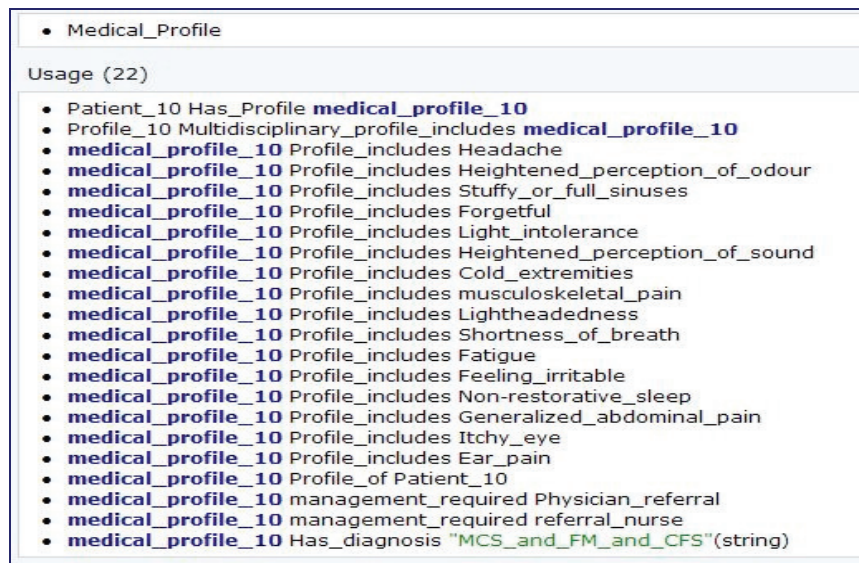 • Medical_Profile
Usage (22)
• Patient_10 Has_Profile medical_profile_10
• Profile_10 Multidisciplinary_profile_includes medical_profile_10
• medical_profile_10 Profile_includes Headache
• medical_profile_10 Profile_includes Heightened_perception_of_odour
• medical_profile_10 Profile_includes Stuffy_or_full_sinuses
• medical_profile_10 Profile_includes Forgetful
• medical_profile_10 Profile_includes Light_intolerance
• medical_profile_10 Profile_includes Heightened_perception_of_sound
• medical_profile_10 Profile_includes Cold_extremities
• medical_profile_10 Profile_includes musculoskeletal_pain
• medical_profile_10 Profile_includes Lightheadedness
• medical_profile_10 Profile_includes Shortness_of_breath
• medical_profile_10 Profile_includes Fatigue
• medical_profile_10 Profile_includes Feeling_irritable
• medical_profile_10 Profile_includes Non-restorative_sleep
• medical_profile_10 Profile_includes Generalized_abdominal_pain
• medical_profile_10 Profile_includes Itchy_eye
• medical_profile_10 Profile_includes Ear_pain
• medical_profile_10 Profile_of Patient_10
• medical_profile_10 management_required Physician_referral
• medical_profile_10 management_required referral_nurse
• medical_profile_10 Has_diagnosis "MCS_and_FM_and_CFS"(string)